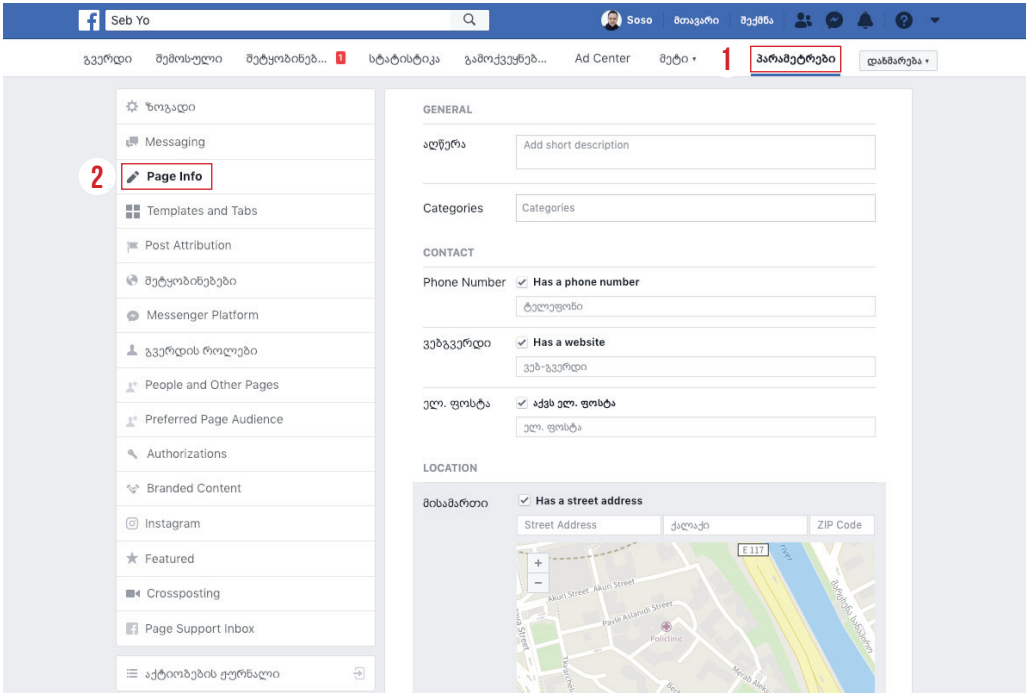 Seb Yo
Soso მთავარი შექმნა
გვერდი შემოსული შეტყობინებ... 1 სტატისტიკა გამოქვეყნებ... Ad Center მეტი 1 პარამეტრები დახმარება
ზოგადი
Messaging
2 Page Info
Templates and Tabs
Post Attribution
შეტყობინებები
Messenger Platform
გვერდის როლები
People and Other Pages
Preferred Page Audience
Authorizations
Branded Content
Instagram
Featured
Crossposting
Page Support Inbox
აქტიობების ჟურნალი
GENERAL
აღწერა Add short description
Categories Categories
CONTACT
Phone Number Has a phone number
ტელეფონი
ვებგვერდი Has a website
ვებ-გვერდი
ელ. ფოსტა აქვს ელ. ფოსტა
ელ. ფოსტა
LOCATION
მისამართი Has a street address
Street Address ქალაქი ZIP Code
+
−
E 117
river
Akuri Street Akuri Street
Pavle Aslanidi Street
Policlinic